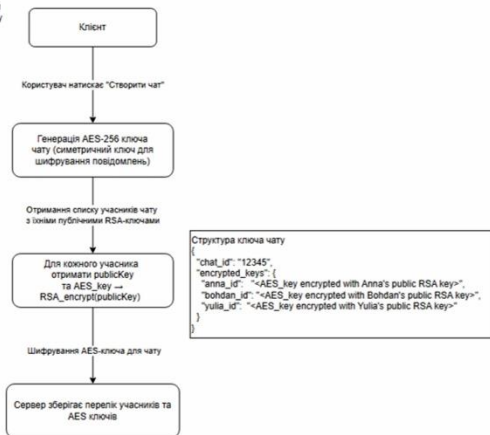 Клієнт
Користувач натискає "Створити чат"
Генерація AES-256 ключа
чату (симетричний ключ для
шифрування повідомлень)
Отримання списку учасників чату
з їхніми публічними RSA-ключами
Для кожного учасника
отримати publicKey
та AES_key →
RSA_encrypt(publicKey)
Шифрування AES-ключа для чату
Сервер зберігає перелік учасників та
AES ключів
Структура ключа чату
{
"chat_id": "12345",
"encrypted_keys": {
"anna_id": "<AES_key encrypted with Anna's public RSA key>",
"bohdan_id": "<AES_key encrypted with Bohdan's public RSA key>",
"yulia_id": "<AES_key encrypted with Yulia's public RSA key>"
}
}